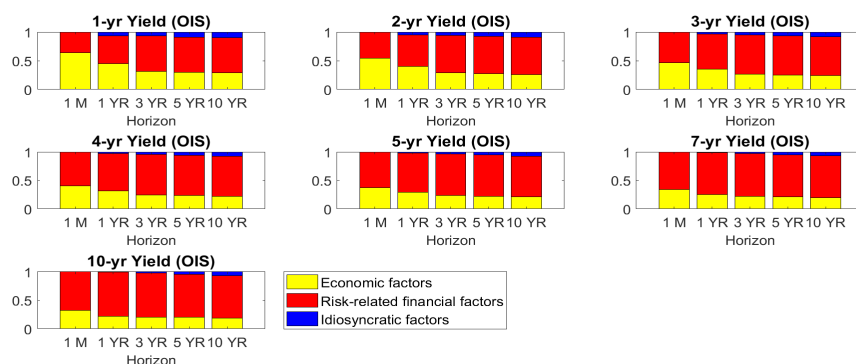 1-yr Yield (OIS)
1
0.5
0
1 M 1 YR 3 YR 5 YR 10 YR
Horizon
2-yr Yield (OIS)
1
0.5
0
1 M 1 YR 3 YR 5 YR 10 YR
Horizon
3-yr Yield (OIS)
1
0.5
0
1 M 1 YR 3 YR 5 YR 10 YR
Horizon
4-yr Yield (OIS)
1
0.5
0
1 M 1 YR 3 YR 5 YR 10 YR
Horizon
5-yr Yield (OIS)
1
0.5
0
1 M 1 YR 3 YR 5 YR 10 YR
Horizon
7-yr Yield (OIS)
1
0.5
0
1 M 1 YR 3 YR 5 YR 10 YR
Horizon
10-yr Yield (OIS)
1
0.5
0
1 M 1 YR 3 YR 5 YR 10 YR
Horizon
Economic factors
Risk-related financial factors
Idiosyncratic factors